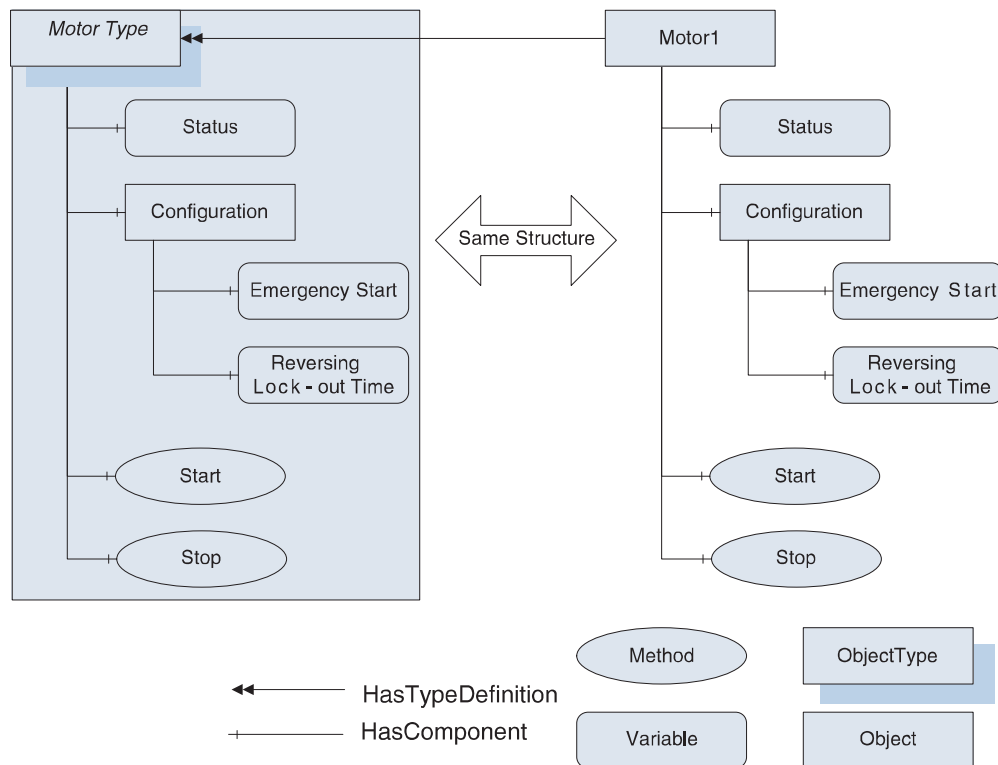 Motor Type
Motor1
Status
Status
Configuration
Configuration
Same Structure
Emergency Start
Emergency Start
Reversing
Lock - out Time
Reversing
Lock - out Time
Start
Start
Stop
Stop
Method
ObjectType
HasTypeDefinition
HasComponent
Variable
Object